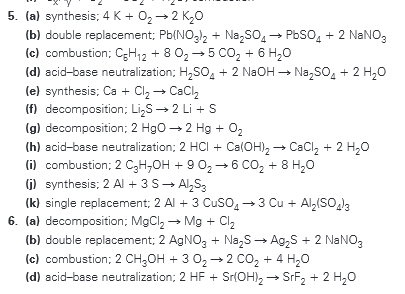 5. (a) synthesis; 4 K + O₂ → 2 K₂O
(b) double replacement; Pb(NO₃)₂ + Na₂SO₄ → PbSO₄ + 2 NaNO₃
(c) combustion; C₅H₁₂ + 8 O₂ → 5 CO₂ + 6 H₂O
(d) acid–base neutralization; H₂SO₄ + 2 NaOH → Na₂SO₄ + 2 H₂O
(e) synthesis; Ca + Cl₂ → CaCl₂
(f) decomposition; Li₂S → 2 Li + S
(g) decomposition; 2 HgO → 2 Hg + O₂
(h) acid–base neutralization; 2 HCl + Ca(OH)₂ → CaCl₂ + 2 H₂O
(i) combustion; 2 C₃H₇OH + 9 O₂ → 6 CO₂ + 8 H₂O
(j) synthesis; 2 Al + 3 S → Al₂S₃
(k) single replacement; 2 Al + 3 CuSO₄ → 3 Cu + Al₂(SO₄)₃
6. (a) decomposition; MgCl₂ → Mg + Cl₂
(b) double replacement; 2 AgNO₃ + Na₂S → Ag₂S + 2 NaNO₃
(c) combustion; 2 CH₃OH + 3 O₂ → 2 CO₂ + 4 H₂O
(d) acid–base neutralization; 2 HF + Sr(OH)₂ → SrF₂ + 2 H₂O